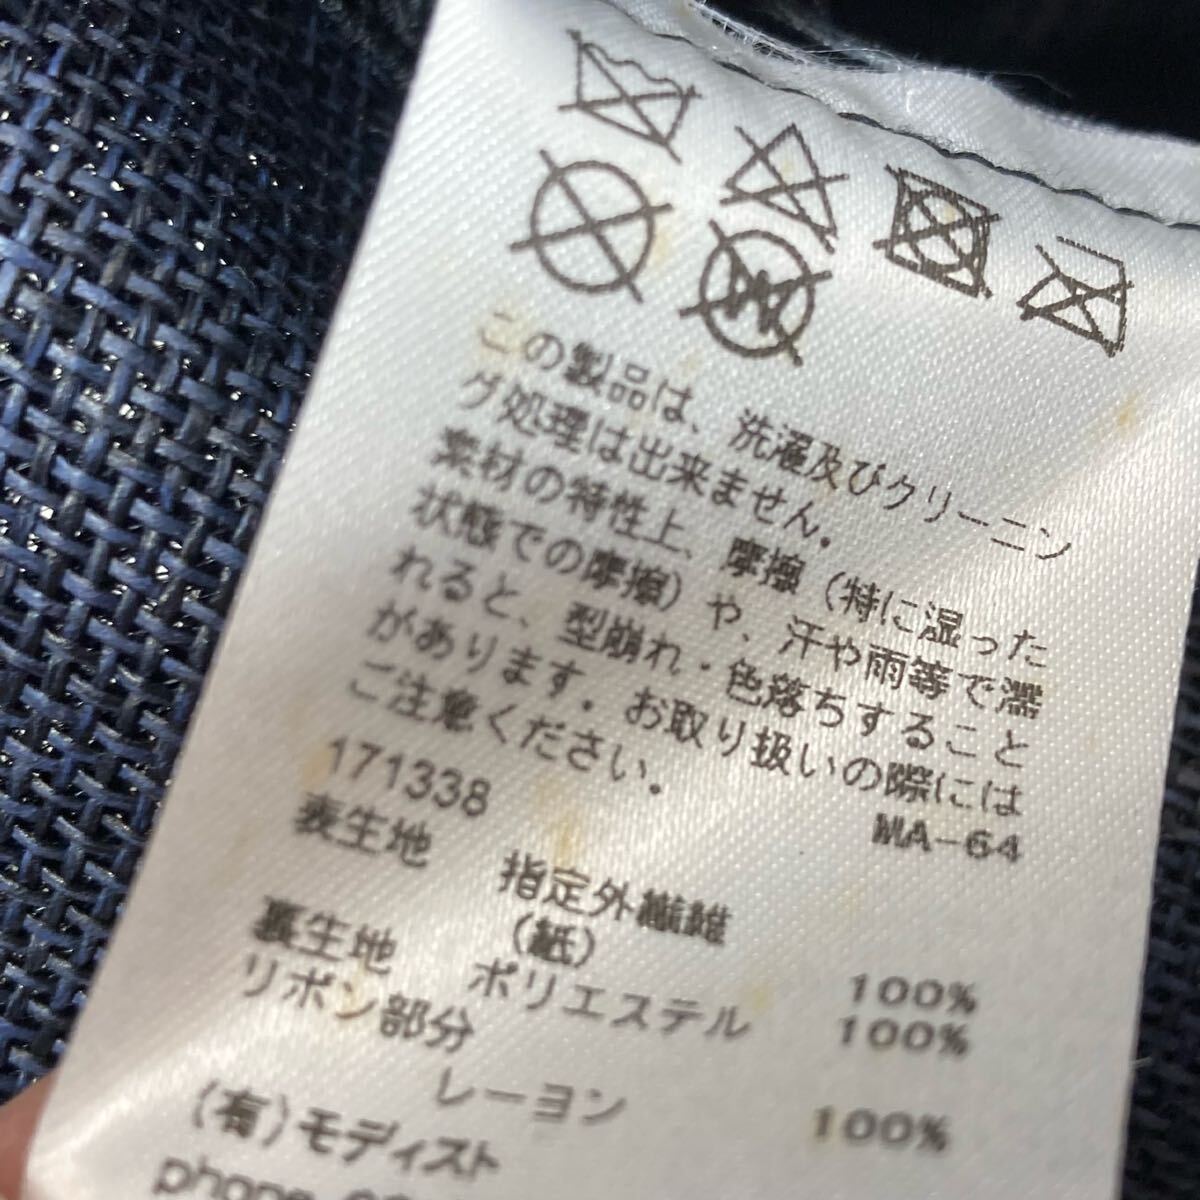 この製品は、洗濯及びクリーニン
グ処理は出来ません。
素材の特性上、摩擦（特に湿った
状態での摩擦）や、汗や雨等で濡
れると、型崩れ・色落ちすること
があります。お取り扱いの際には
ご注意ください。
MA-64
171338
表生地 指定外繊維
（紙） 100%
裏生地 ポリエステル 100%
リボン部分
レーヨン 100%
（有）モディスト
phone